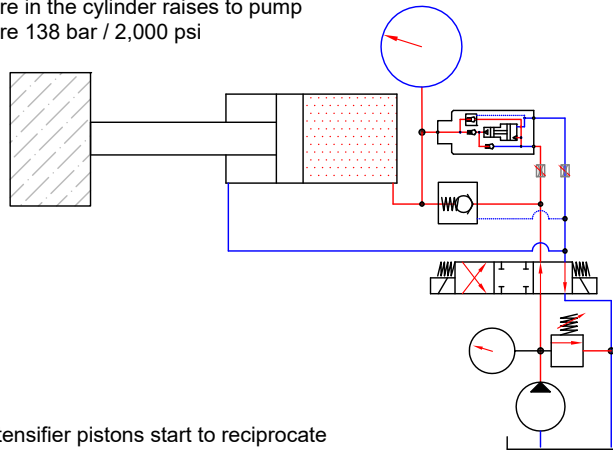 re in the cylinder raises to pump
re 138 bar / 2,000 psi
tensifier pistons start to reciprocate